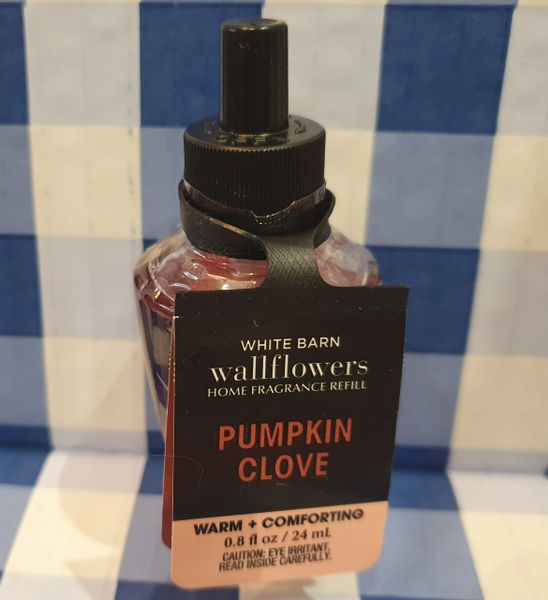 WHITE BARN
wallflowers
HOME FRAGRANCE REFILL
PUMPKIN
CLOVE
WARM + COMFORTING
0.8 fl oz / 24 mL
CAUTION: EYE IRRITANT,
READ INSIDE CAREFULLY.